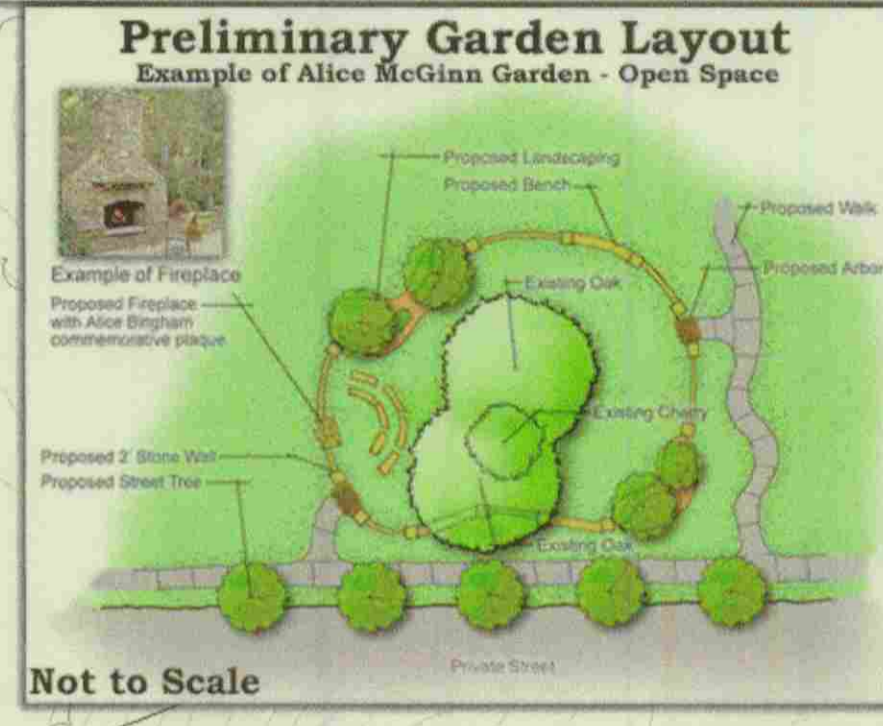 Preliminary Garden Layout
Example of Alice McGinn Garden - Open Space
Proposed Landscaping
Proposed Bench
Proposed Walk
Proposed Arbor
Example of Fireplace
Existing Oak
Proposed Fireplace
with Alice Bingham
commemorative plaque
Existing Cherry
Proposed 2' Stone Wall
Proposed Street Tree
Existing Oak
Private Street
Not to Scale